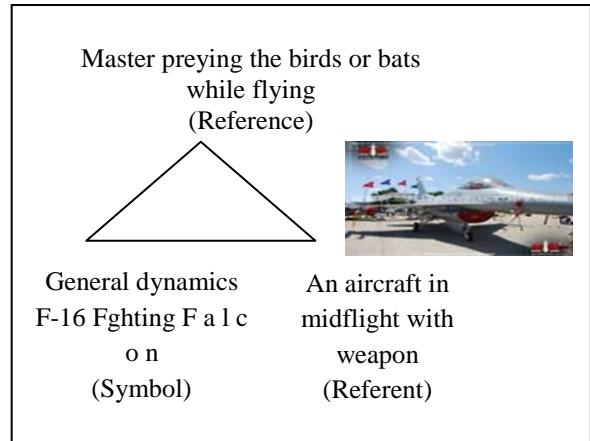 Master preying the birds or bats
while flying
(Reference)
General dynamics
F-16 Fghting F a l c
o n
(Symbol)
An aircraft in
midflight with
weapon
(Referent)